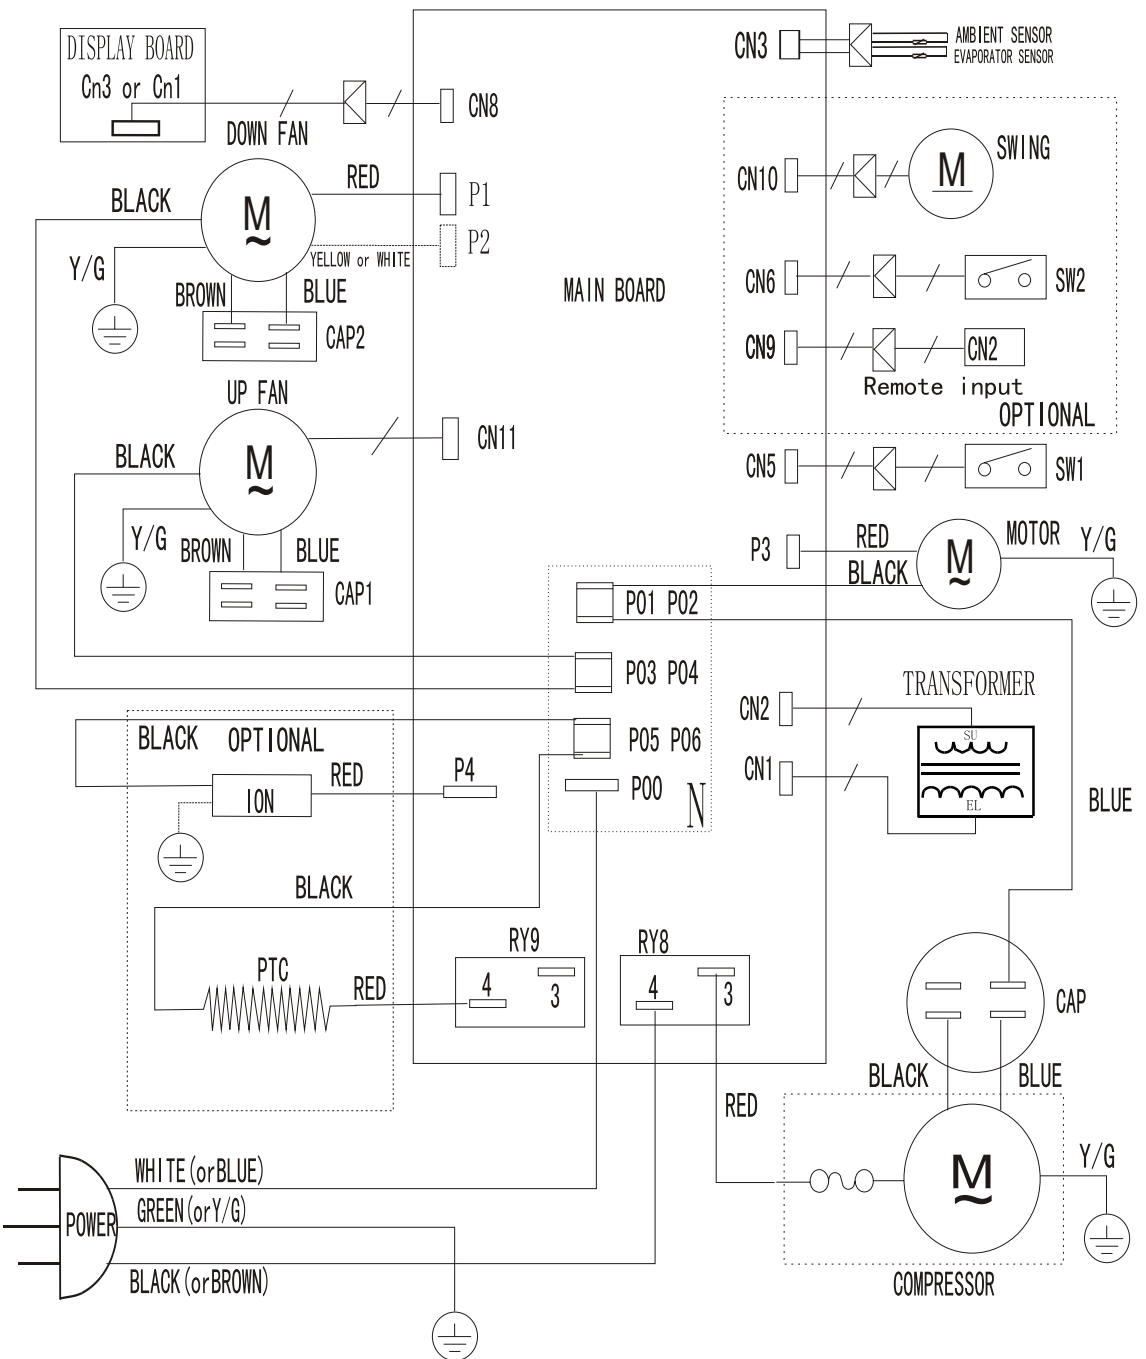 DISPLAY BOARD
Cn3 or Cn1
CN8
CN3
AMBIENT SENSOR
EVAPORATOR SENSOR
DOWN FAN
BLACK
RED
P1
M
~
YELLOW or WHITE
P2
Y/G
BROWN
BLUE
CAP2
MAIN BOARD
CN10
M
SWING
CN6
SW2
CN9
CN2
Remote input
OPTIONAL
UP FAN
BLACK
M
~
CN11
Y/G
BROWN
BLUE
CAP1
CN5
SW1
P3
RED
BLACK
M
~
MOTOR
Y/G
P01 P02
P03 P04
P05 P06
P00
N
CN2
CN1
TRANSFORMER
SU
EL
BLUE
BLACK
OPTIONAL
ION
RED
P4
BLACK
PTC
RED
RY9
4
3
RY8
4
3
CAP
BLACK
BLUE
RED
M
~
Y/G
COMPRESSOR
POWER
WHITE(orBLUE)
GREEN(orY/G)
BLACK(orBROWN)